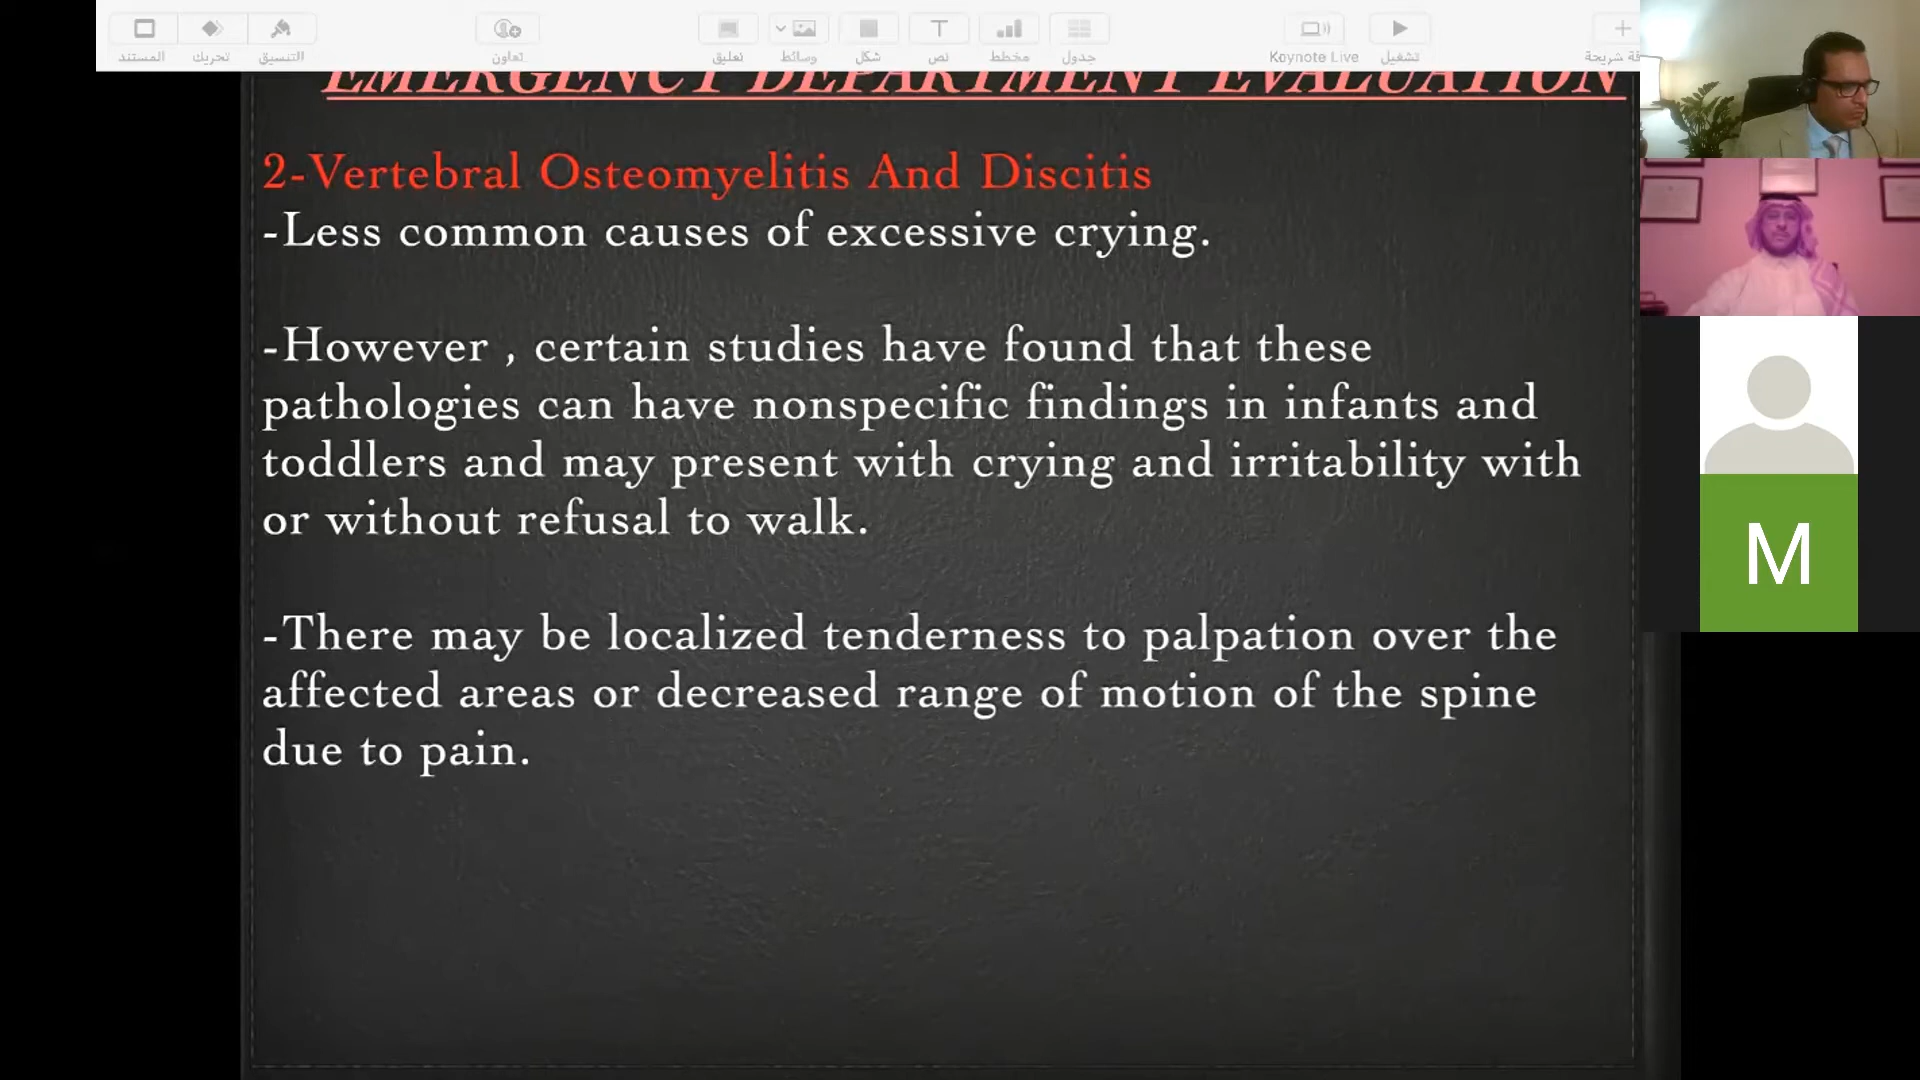 المستند
تحريك
التنسيق
تعاون
تعليق
وسائط
شكل
نص
مخطط
جدول
Keynote Live
تشغيل
شريحة
EMERGENCY DEPARTMENT EVALUATION
2-Vertebral Osteomyelitis And Discitis
-Less common causes of excessive crying.
-However , certain studies have found that these
pathologies can have nonspecific findings in infants and
toddlers and may present with crying and irritability with
or without refusal to walk.
-There may be localized tenderness to palpation over the
affected areas or decreased range of motion of the spine
due to pain.
M